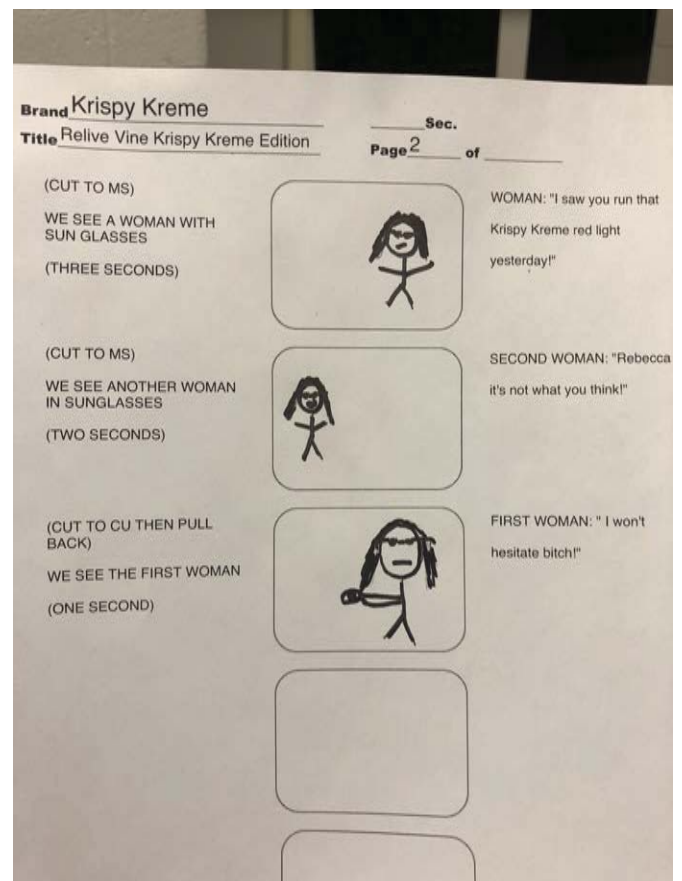 Brand Krispy Kreme
Sec.
Title Relive Vine Krispy Kreme Edition
Page 2 of
(CUT TO MS)
WE SEE A WOMAN WITH
SUN GLASSES
(THREE SECONDS)
WOMAN: "I saw you run that
Krispy Kreme red light
yesterday!"
(CUT TO MS)
WE SEE ANOTHER WOMAN
IN SUNGLASSES
(TWO SECONDS)
SECOND WOMAN: "Rebecca
it's not what you think!"
(CUT TO CU THEN PULL
BACK)
WE SEE THE FIRST WOMAN
(ONE SECOND)
FIRST WOMAN: " I won't
hesitate bitch!"